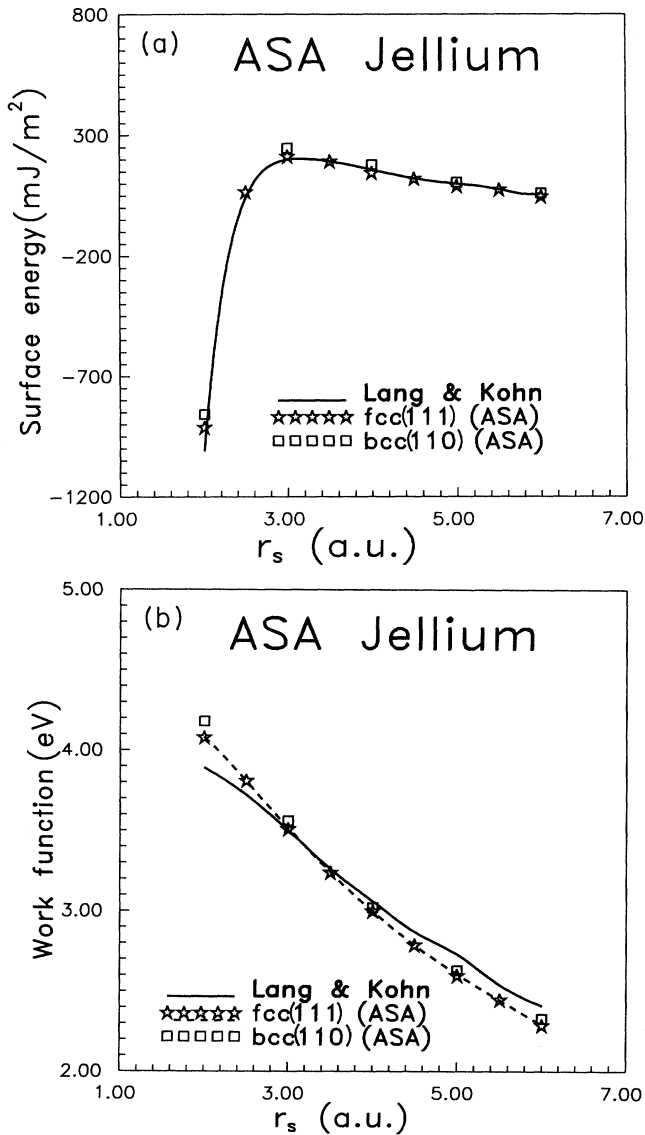 800
(a)
ASA Jellium
300
−200
−700
−1200
Surface energy(mJ/m²)
Lang & Kohn
fcc(111) (ASA)
bcc(110) (ASA)
1.00 3.00 5.00 7.00
rₛ (a.u.)
5.00
(b)
ASA Jellium
4.00
3.00
2.00
Work function(eV)
Lang & Kohn
fcc(111) (ASA)
bcc(110) (ASA)
1.00 3.00 5.00 7.00
rₛ (a.u.)